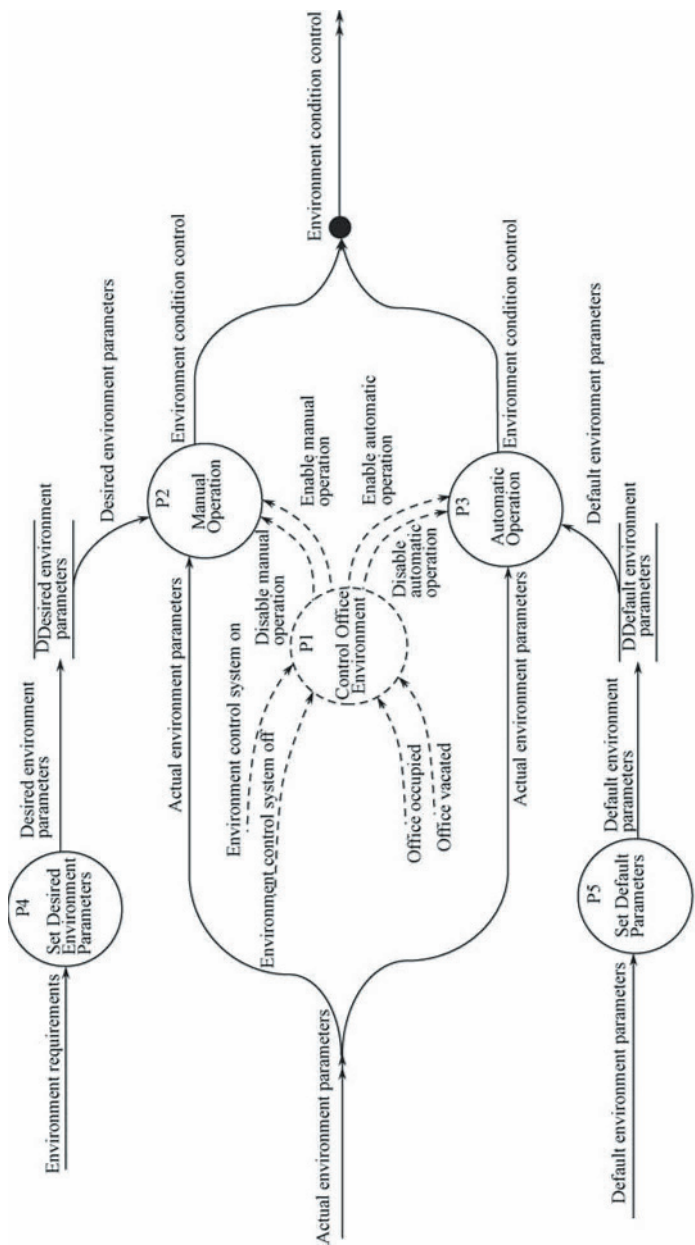 Environment requirements
P4
Set Desired
Environment
Parameters
Desired environment
parameters
DDesired environment
parameters
Desired environment parameters
Actual environment parameters
Actual environment parameters
P2
Manual
Operation
Environment condition control
Environment control system on
Environment control system off
Disable manual
operation
Enable manual
operation
P1
Control Office
Environment
Office occupied
Office vacated
Enable automatic
operation
Disable
automatic
operation
Environment condition control
Actual environment parameters
P3
Automatic
Operation
Environment condition control
Default environment parameters
P5
Set Default
Parameters
Default environment
parameters
DDefault environment
parameters
Default environment parameters